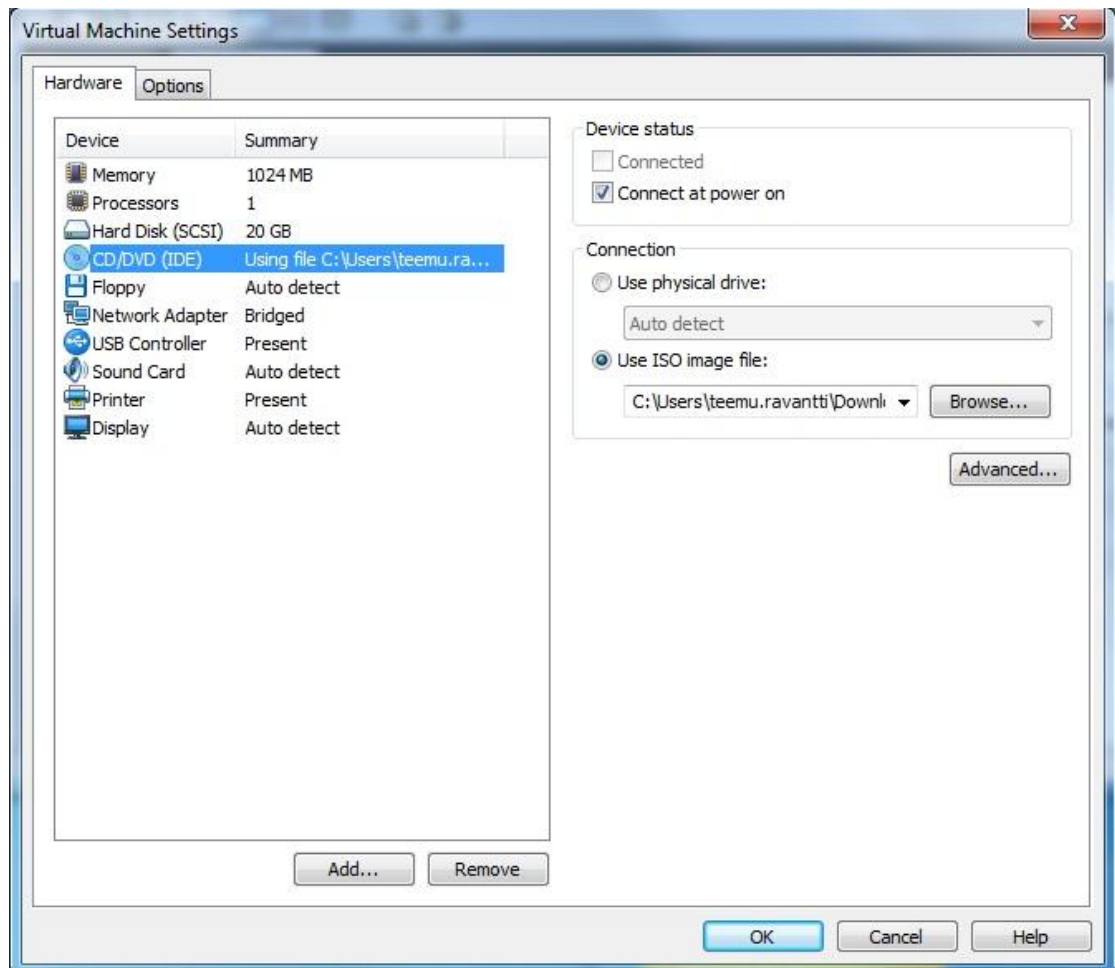 Virtual Machine Settings
Hardware Options
Device Summary
Memory 1024 MB
Processors 1
Hard Disk (SCSI) 20 GB
CD/DVD (IDE) Using file C:\Users\teemu.ra...
Floppy Auto detect
Network Adapter Bridged
USB Controller Present
Sound Card Auto detect
Printer Present
Display Auto detect
Add... Remove
Device status
Connected
Connect at power on
Connection
Use physical drive:
Auto detect
Use ISO image file:
C:\Users\teemu.ravantti\Downl Browse...
Advanced...
OK Cancel Help